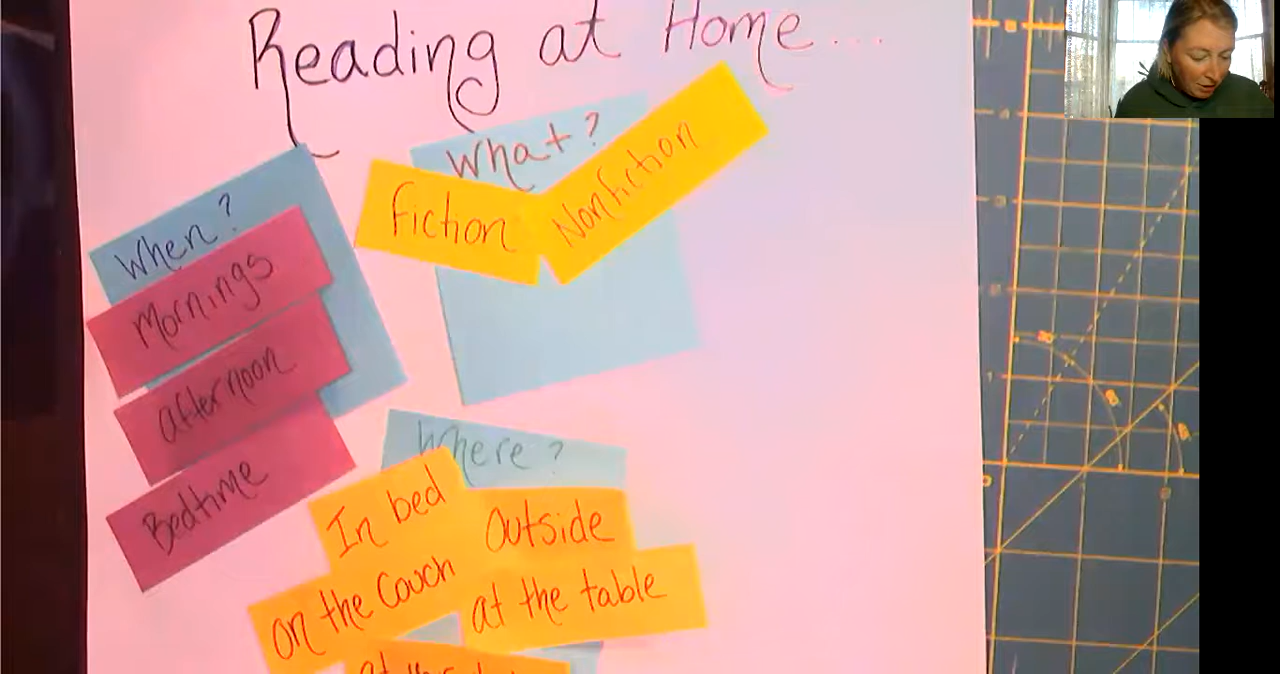 Reading at Home...
What?
Fiction
Nonfiction
When?
Mornings
afternoon
Bedtime
Where?
In bed
Outside
on the couch
at the table